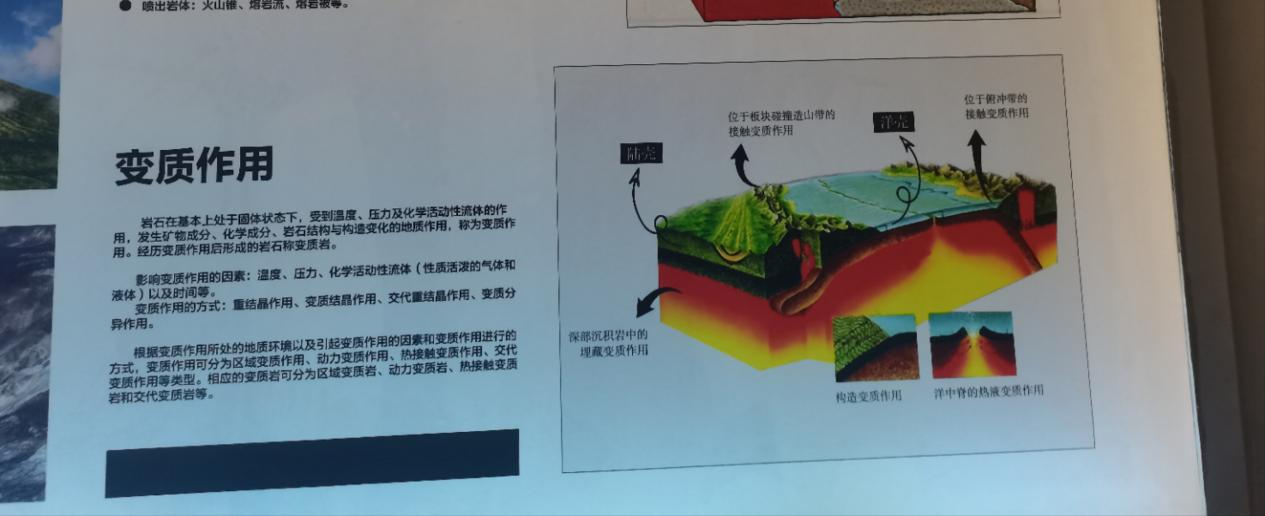 喷出岩体：火山锥、熔岩流、熔岩被等。
变质作用
岩石在基本上处于固体状态下，受到温度、压力及化学活动性流体的作
用，发生矿物成分、化学成分、岩石结构与构造变化的地质作用，称为变质作
用。经历变质作用后形成的岩石称变质岩。
影响变质作用的因素：温度、压力、化学活动性流体（性质活泼的气体和
液体）以及时间等。
变质作用的方式：重结晶作用、变质结晶作用、交代重结晶作用、变质分
异作用。
根据变质作用所处的地质环境以及引起变质作用的因素和变质作用进行的
方式，变质作用可分为区域变质作用、动力变质作用、热接触变质作用、交代
变质作用等类型。相应的变质岩可分为区域变质岩、动力变质岩、热接触变质
岩和交代变质岩等。
陆壳
位于板块碰撞造山带的
接触变质作用
洋壳
位于俯冲带的
接触变质作用
深部沉积岩中的
埋藏变质作用
构造变质作用
洋中脊的热液变质作用